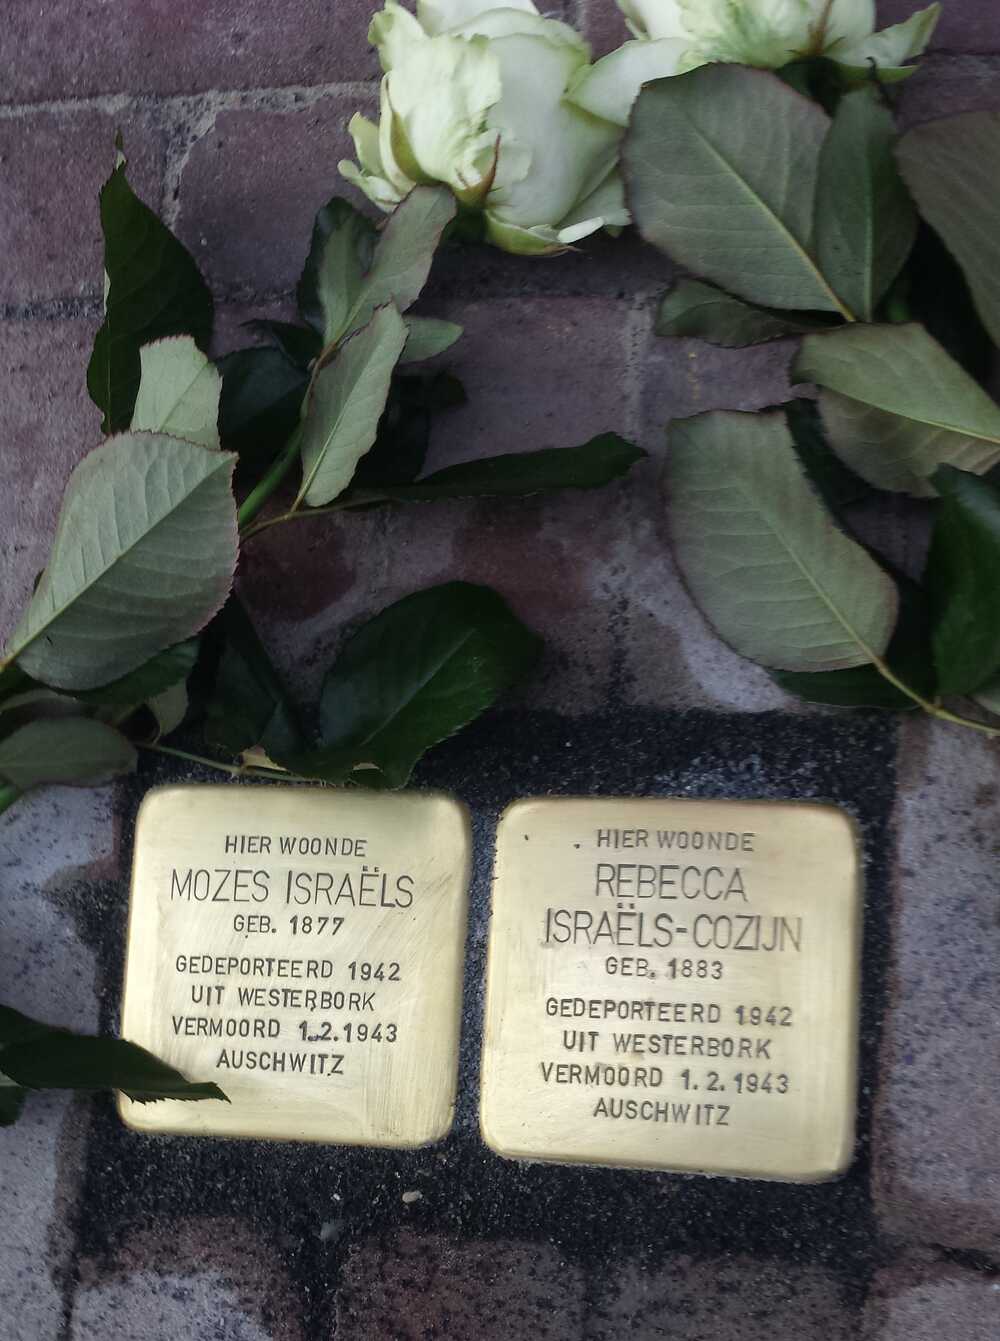 HIER WOONDE
MOZES ISRAËLS
GEB. 1877
GEDEPORTEERD 1942
UIT WESTERBORK
VERMOORD 1.2.1943
AUSCHWITZ
HIER WOONDE
REBECCA
ISRAËLS-COZIJN
GEB. 1883
GEDEPORTEERD 1942
UIT WESTERBORK
VERMOORD 1.2.1943
AUSCHWITZ